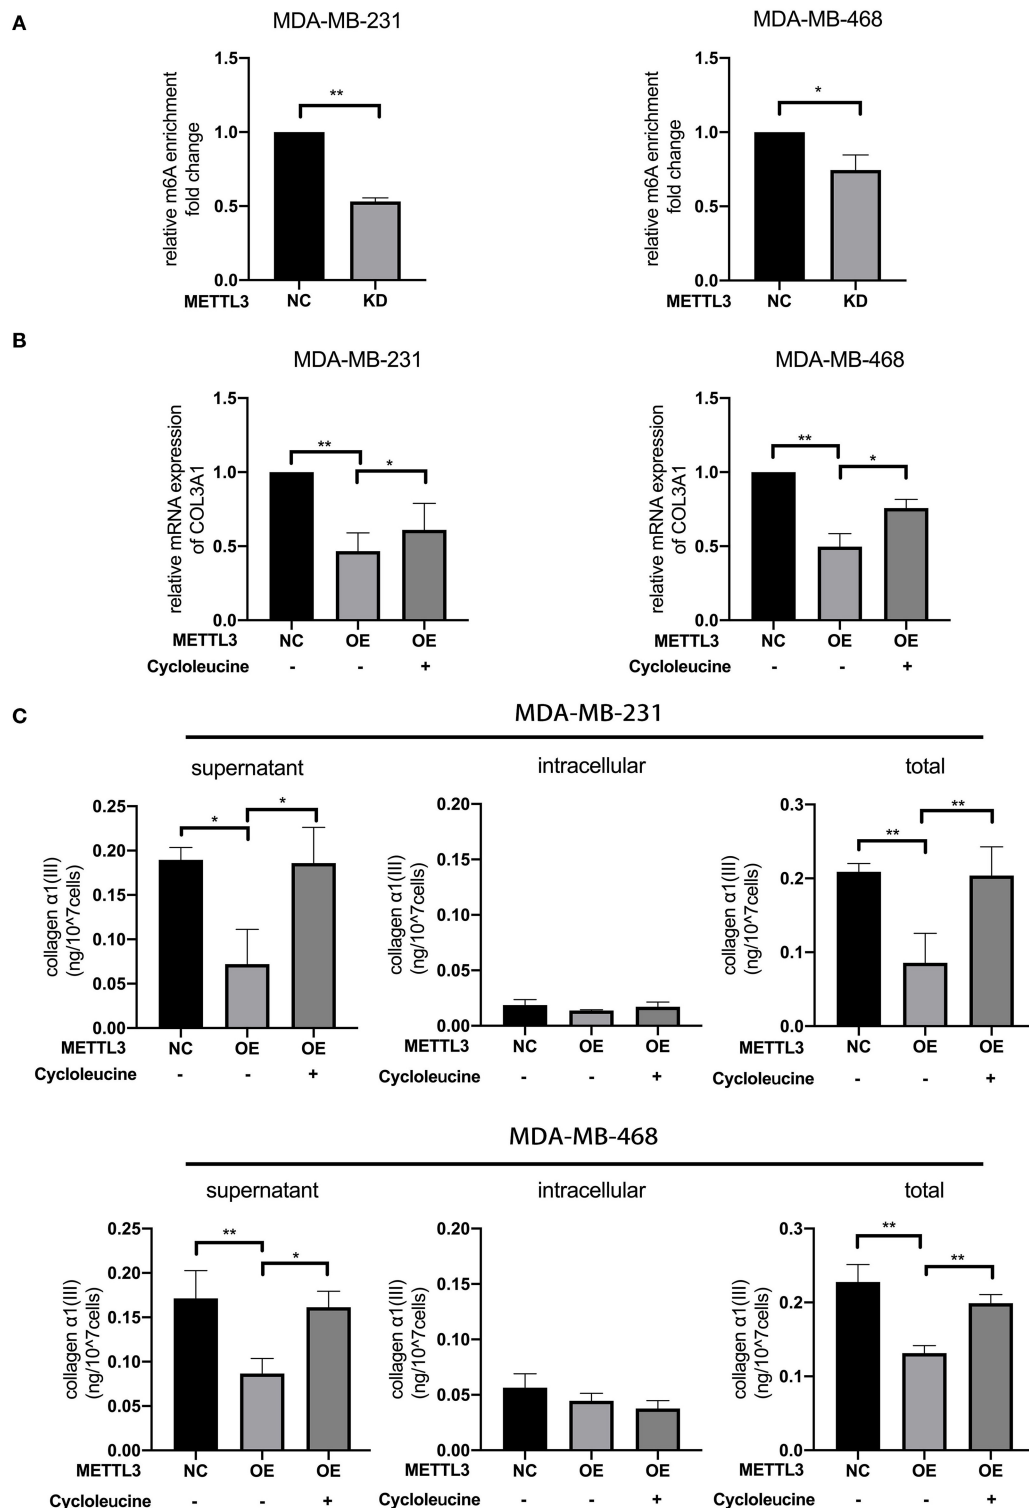 A
MDA-MB-231
MDA-MB-468
relative m6A enrichment
fold change
1.5
1.0
0.5
0.0
**
METTL3 NC KD
relative m6A enrichment
fold change
1.5
1.0
0.5
0.0
*
METTL3 NC KD
B
MDA-MB-231
MDA-MB-468
relative mRNA expression
of COL3A1
1.5
1.0
0.5
0.0
**
*
METTL3 NC OE OE
Cycloleucine - - +
relative mRNA expression
of COL3A1
1.5
1.0
0.5
0.0
**
*
METTL3 NC OE OE
Cycloleucine - - +
C
MDA-MB-231
supernatant
intracellular
total
collagen α1(III)
(ng/10^7cells)
0.25
0.20
0.15
0.10
0.05
0.00
*
*
METTL3 NC OE OE
Cycloleucine - - +
collagen α1(III)
(ng/10^7cells)
0.20
0.15
0.10
0.05
0.00
METTL3 NC OE OE
Cycloleucine - - +
collagen α1(III)
(ng/10^7cells)
0.3
0.2
0.1
0.0
**
**
METTL3 NC OE OE
Cycloleucine - - +
MDA-MB-468
supernatant
intracellular
total
collagen α1(III)
(ng/10^7cells)
0.25
0.20
0.15
0.10
0.05
0.00
**
*
METTL3 NC OE OE
Cycloleucine - - +
collagen α1(III)
(ng/10^7cells)
0.20
0.15
0.10
0.05
0.00
METTL3 NC OE OE
Cycloleucine - - +
collagen α1(III)
(ng/10^7cells)
0.3
0.2
0.1
0.0
**
**
METTL3 NC OE OE
Cycloleucine - - +